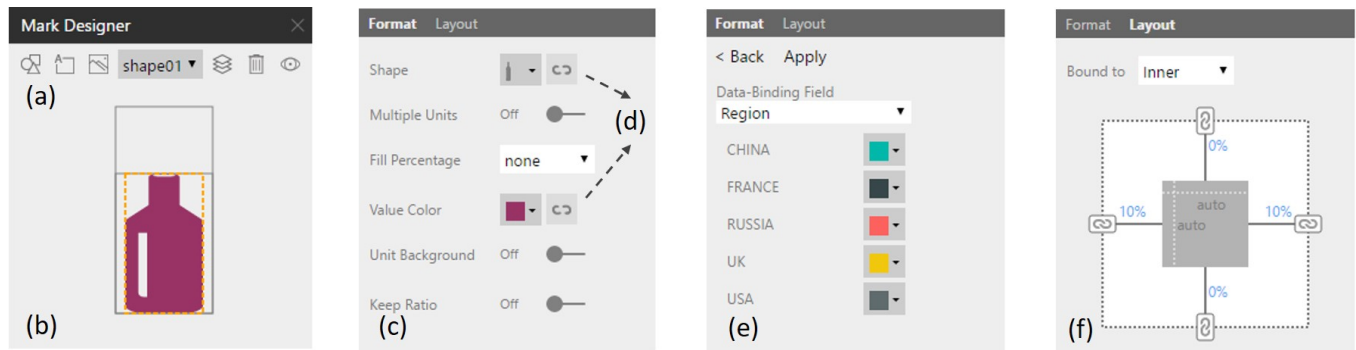 Mark Designer
A
shape01
(a)
(b)
Format Layout
Shape
Multiple Units Off
Fill Percentage none
Value Color
Unit Background Off
Keep Ratio Off
(c)
(d)
Format Layout
< Back Apply
Data-Binding Field
Region
CHINA
FRANCE
RUSSIA
UK
USA
(e)
Format Layout
Bound to Inner
0%
10% auto 10%
auto
0%
(f)